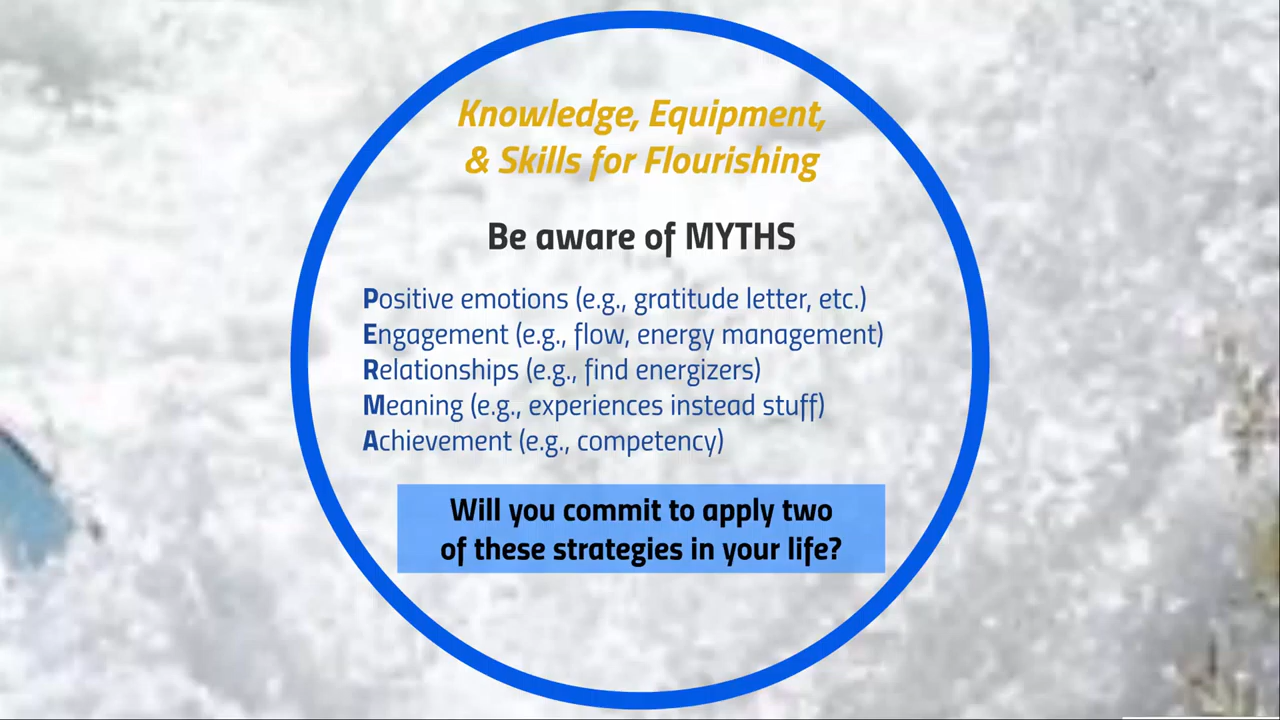 Knowledge, Equipment,
& Skills for Flourishing
Be aware of MYTHS
Positive emotions (e.g., gratitude letter, etc.)
Engagement (e.g., flow, energy management)
Relationships (e.g., find energizers)
Meaning (e.g., experiences instead stuff)
Achievement (e.g., competency)
Will you commit to apply two
of these strategies in your life?